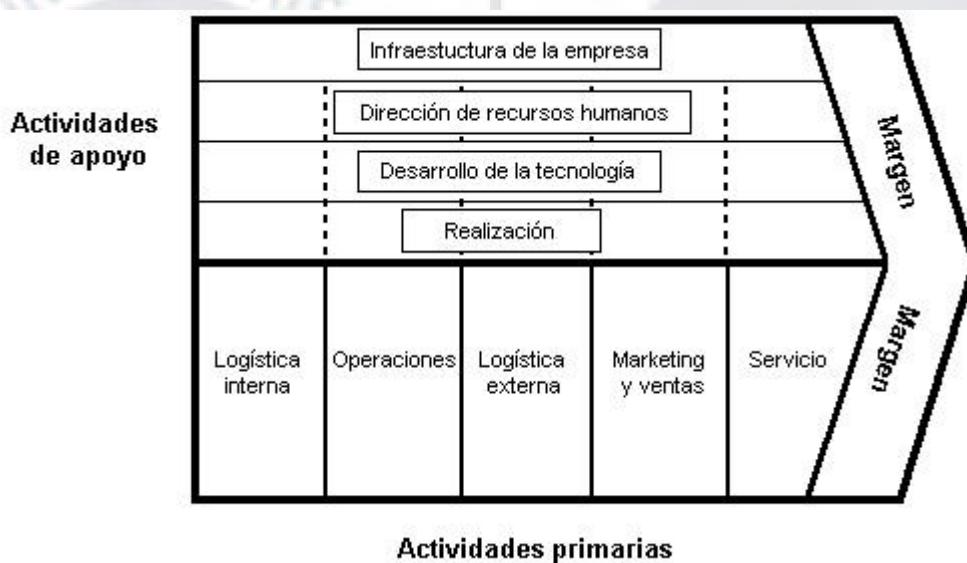 Infraestuctura de la empresa
Dirección de recursos humanos
Desarrollo de la tecnología
Realización
Actividades
de apoyo
Margen
Margen
Logística
interna
Operaciones
Logística
externa
Marketing
y ventas
Servicio
Actividades primarias